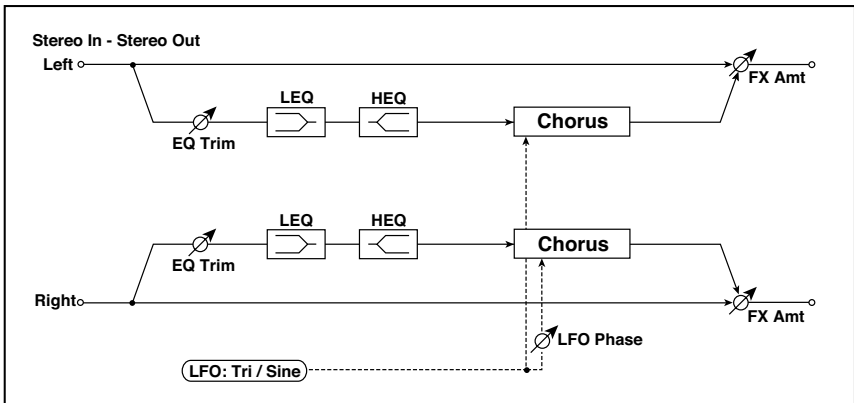 Stereo In - Stereo Out
Left
FX Amt
LEQ
HEQ
EQ Trim
Chorus
LEQ
HEQ
EQ Trim
Chorus
Right
FX Amt
LFO Phase
LFO: Tri / Sine